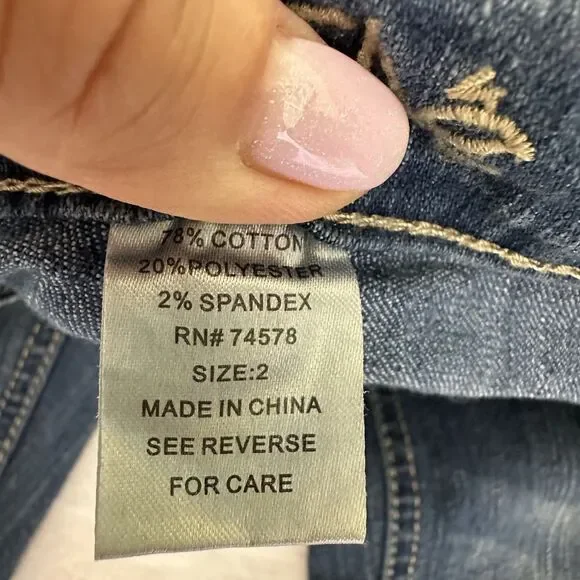 78% COTTON
20%POLYESTER
2% SPANDEX
RN# 74578
SIZE:2
MADE IN CHINA
SEE REVERSE
FOR CARE